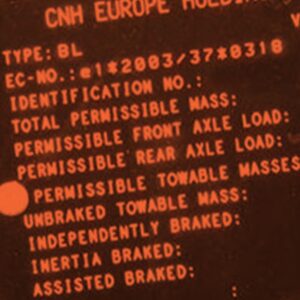 CNH EUROPE
TYPE: BL
EC-NO.: e1*2003/37*0318
IDENTIFICATION NO.:
TOTAL PERMISSIBLE MASS:
PERMISSIBLE FRONT AXLE LOAD:
PERMISSIBLE REAR AXLE LOAD:
PERMISSIBLE TOWABLE MASSES
UNBRAKED TOWABLE MASS:
INDEPENDENTLY BRAKED:
INERTIA BRAKED:
ASSISTED BRAKED:
: